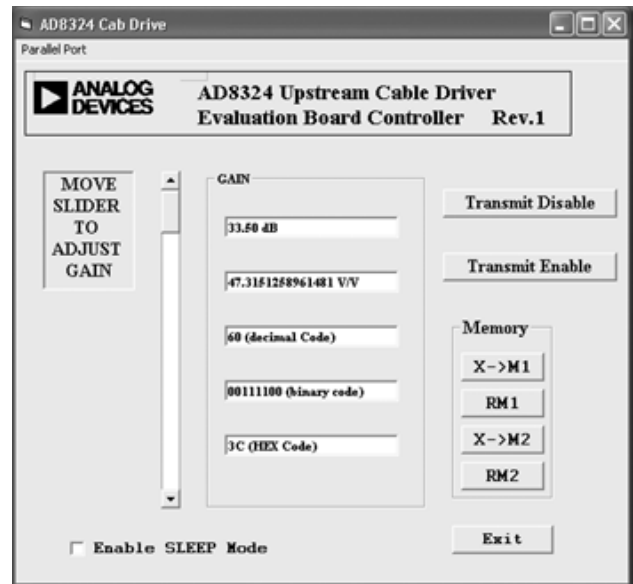 AD8324 Cab Drive
Parallel Port
ANALOG
DEVICES
AD8324 Upstream Cable Driver
Evaluation Board Controller Rev.1
MOVE
SLIDER
TO
ADJUST
GAIN
GAIN
33.50 dB
47.3151258961481 V/V
60 (decimal Code)
00111100 (binary code)
3C (HEX Code)
Transmit Disable
Transmit Enable
Memory
X->M1
RM1
X->M2
RM2
Enable SLEEP Mode
Exit